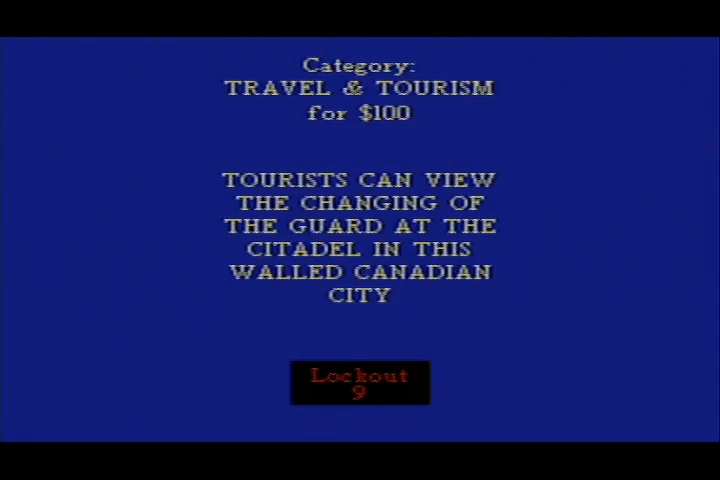 Category:
TRAVEL & TOURISM
for $100
TOURISTS CAN VIEW
THE CHANGING OF
THE GUARD AT THE
CITADEL IN THIS
WALLED CANADIAN
CITY
Lockout
9